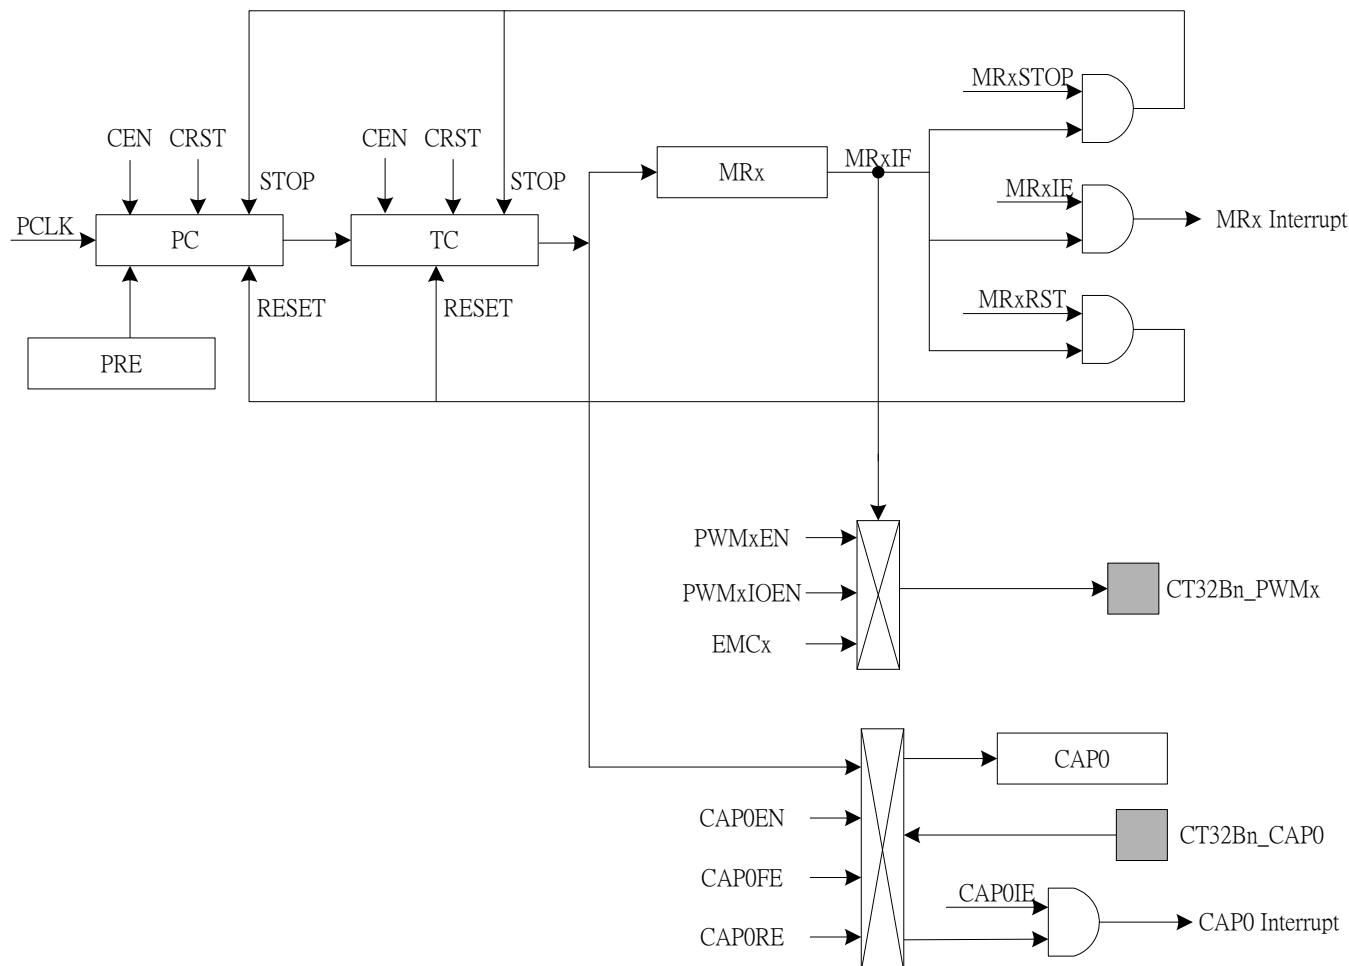 MRxSTOP
CEN
CRST
CEN
CRST
MRxIF
MRx
STOP
STOP
MRxIE
MRx Interrupt
PCLK
PC
TC
RESET
RESET
MRxRST
PRE
PWMxEN
PWMxIOEN
CT32Bn_PWMx
EMCx
CAP0
CAP0EN
CT32Bn_CAP0
CAP0FE
CAP0IE
CAP0 Interrupt
CAP0RE